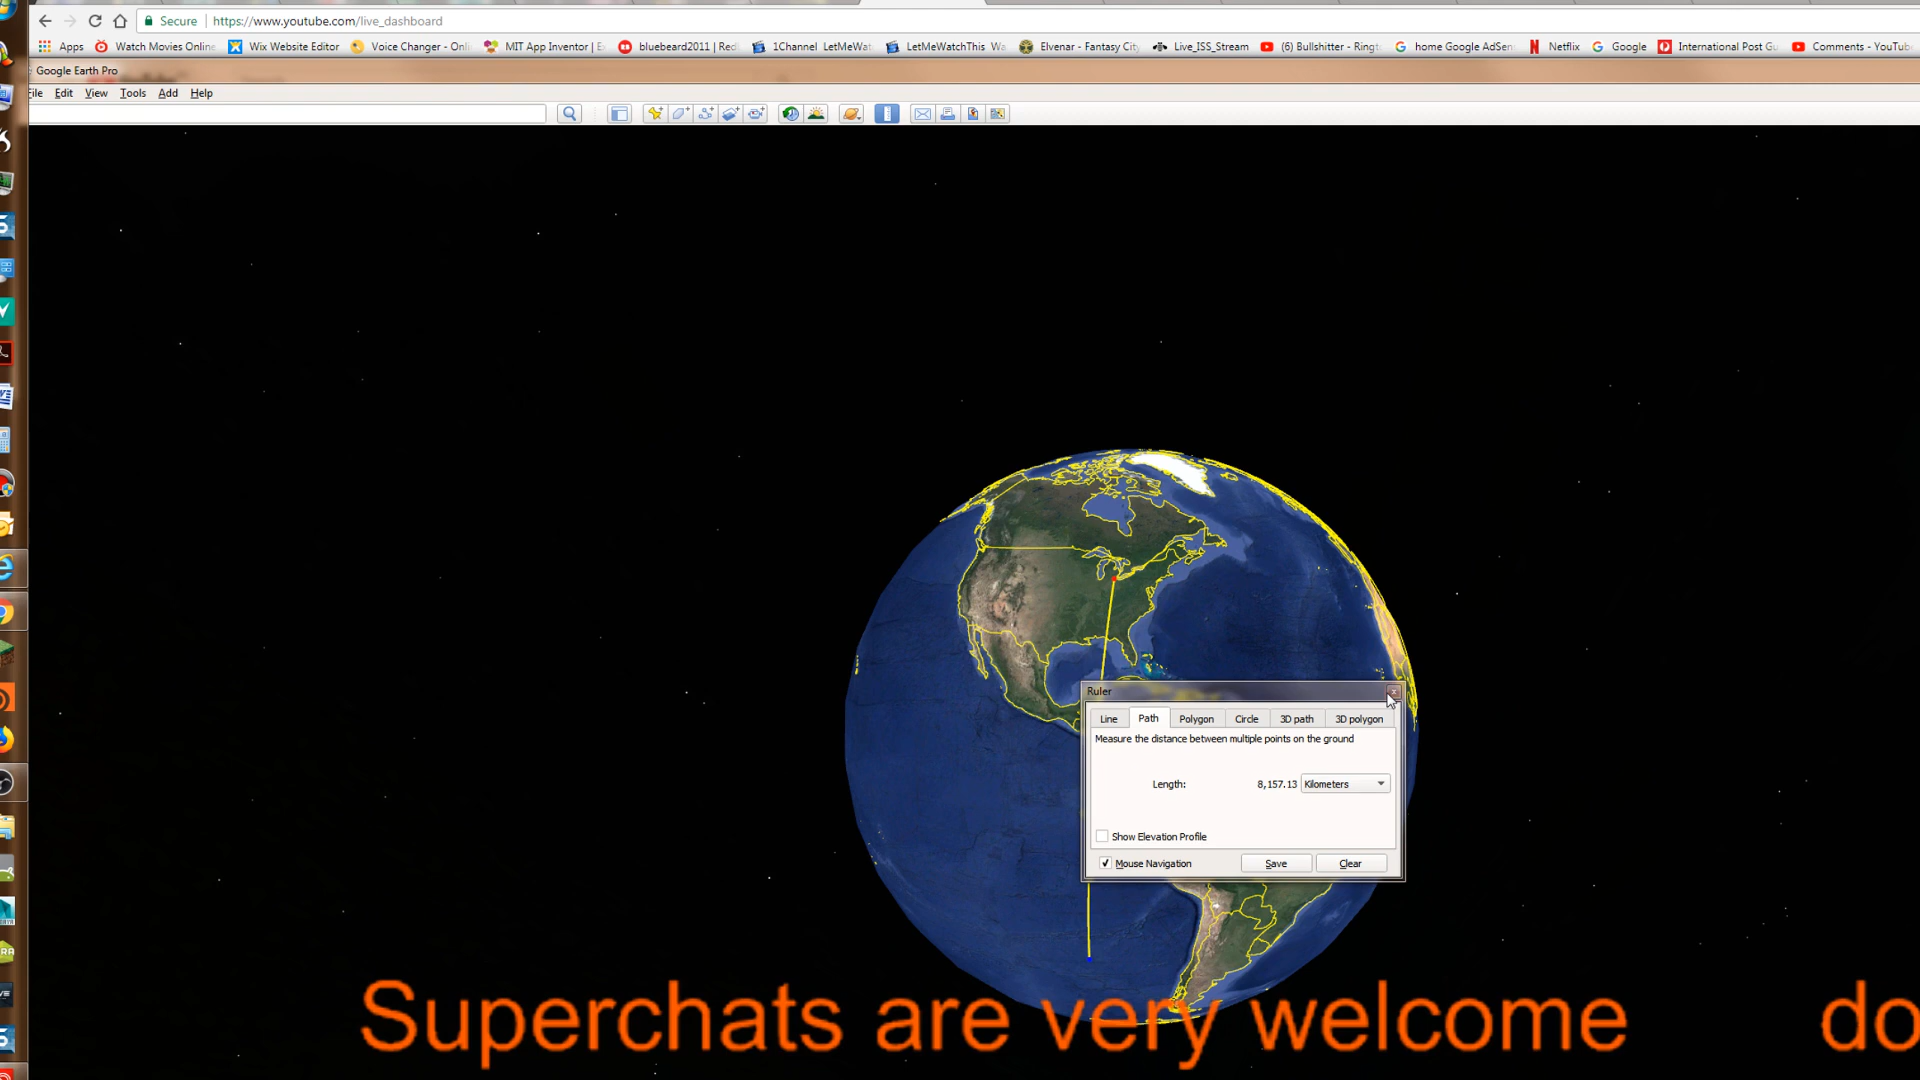 Secure https://www.youtube.com/live_dashboard
Apps Watch Movies Online Wix Website Editor Voice Changer - Onli MIT App Inventor | E bluebeard2011 | Red 1Channel LetMeWat LetMeWatchThis Wa Elvenar - Fantasy City Live_ISS_Stream (6) Bullshitter - Ringt home Google AdSen Netflix Google International Post Gu Comments - YouTube
Google Earth Pro
File Edit View Tools Add Help
Ruler
Line Path Polygon Circle 3D path 3D polygon
Measure the distance between multiple points on the ground
Length: 8,157.13 Kilometers
Show Elevation Profile
Mouse Navigation Save Clear
Superchats are very welcome do